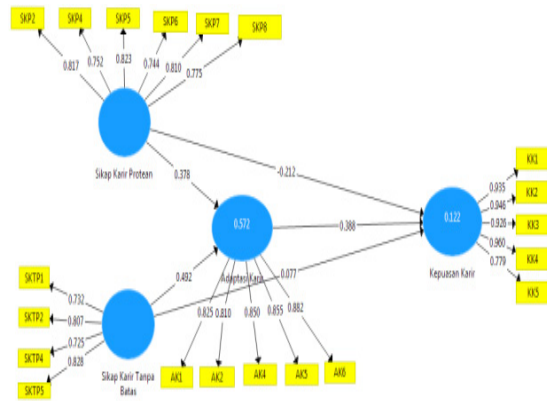 SKP2 SKP4 SKP5 SKP6 SKP7 SKP8
0.817 0.752 0.823 0.744 0.810 0.775
Sikap Karir Protean
0.378
-0.212
0.572
Adaptasi Karir
0.388
0.122
Kepuasan Karir
0.935 KK1
0.946 KK2
0.926 KK3
0.960 KK4
0.779 KK5
0.492
0.077
SKTP1 0.732
SKTP2 0.807
SKTP4 0.725
SKTP5 0.828
Sikap Karir Tanpa
Batas
0.825 0.810 0.850 0.855 0.882
AK1 AK2 AK4 AK5 AK6